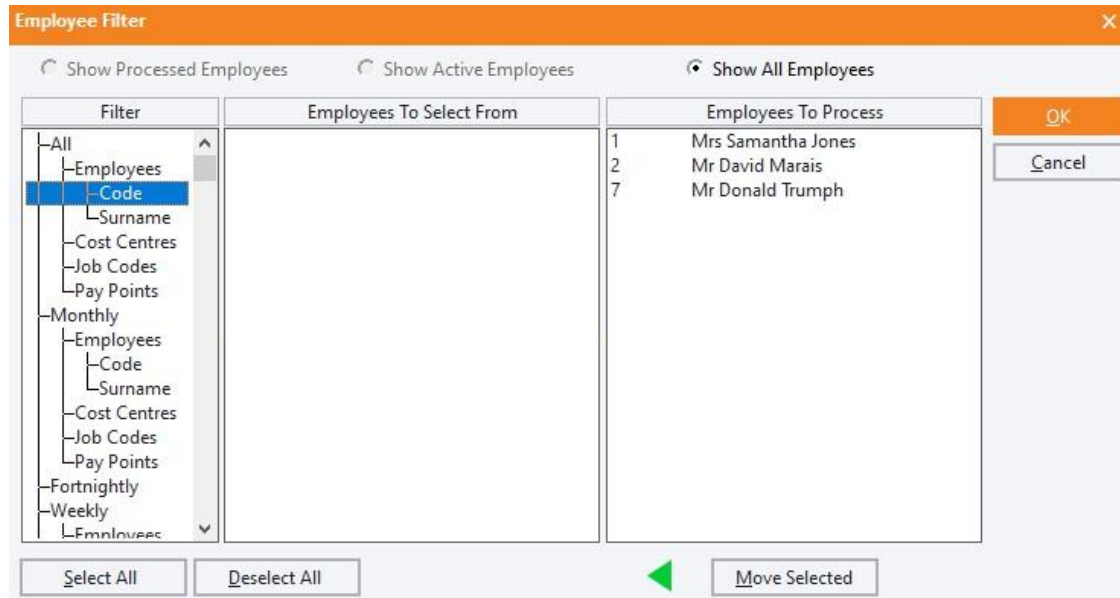 Employee Filter
Show Processed Employees Show Active Employees Show All Employees
Filter Employees To Select From Employees To Process
OK
Cancel
All
Employees
Code
Surname
Cost Centres
Job Codes
Pay Points
Monthly
Employees
Code
Surname
Cost Centres
Job Codes
Pay Points
Fortnightly
Weekly
Employees
1 Mrs Samantha Jones
2 Mr David Marais
7 Mr Donald Trumph
Select All Deselect All Move Selected